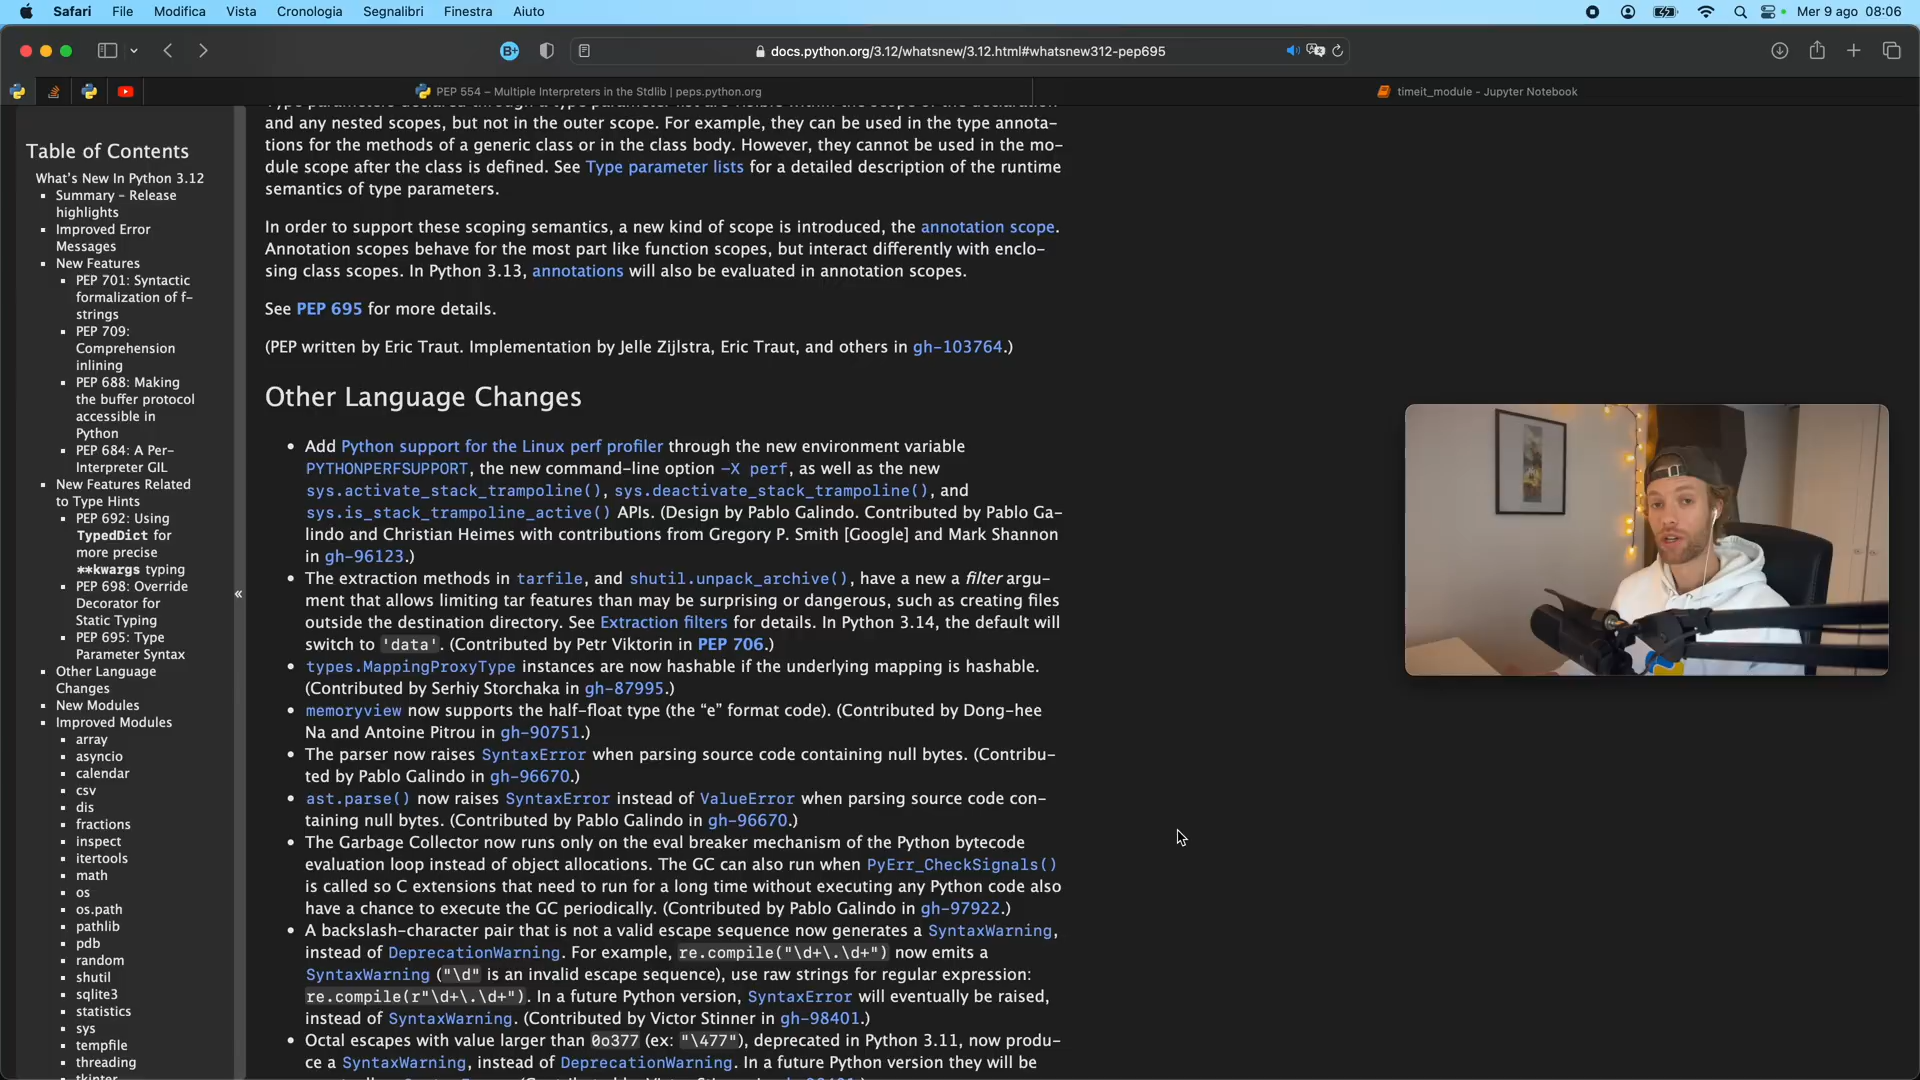 Safari File Modifica Vista Cronologia Segnalibri Finestra Aiuto
Mer 9 ago 08:06
B+
docs.python.org/3.12/whatsnew/3.12.html#whatsnew312-pep695
PEP 554 – Multiple Interpreters in the Stdlib | peps.python.org
timeit_module - Jupyter Notebook
Table of Contents
What's New In Python 3.12
Summary – Release
highlights
Improved Error
Messages
New Features
PEP 701: Syntactic
formalization of f-
strings
PEP 709:
Comprehension
inlining
PEP 688: Making
the buffer protocol
accessible in
Python
PEP 684: A Per-
Interpreter GIL
New Features Related
to Type Hints
PEP 692: Using
TypedDict for
more precise
**kwargs typing
PEP 698: Override
Decorator for
Static Typing
PEP 695: Type
Parameter Syntax
Other Language
Changes
New Modules
Improved Modules
array
asyncio
calendar
csv
dis
fractions
inspect
itertools
math
os
os.path
pathlib
pdb
random
shutil
sqlite3
statistics
sys
tempfile
threading
tkinter
«
Type parameters declared through a type parameter list are visible within the scope of the declaration
and any nested scopes, but not in the outer scope. For example, they can be used in the type annota-
tions for the methods of a generic class or in the class body. However, they cannot be used in the mo-
dule scope after the class is defined. See Type parameter lists for a detailed description of the runtime
semantics of type parameters.
In order to support these scoping semantics, a new kind of scope is introduced, the annotation scope.
Annotation scopes behave for the most part like function scopes, but interact differently with enclo-
sing class scopes. In Python 3.13, annotations will also be evaluated in annotation scopes.
See PEP 695 for more details.
(PEP written by Eric Traut. Implementation by Jelle Zijlstra, Eric Traut, and others in gh-103764.)
Other Language Changes
Add Python support for the Linux perf profiler through the new environment variable
PYTHONPERFSUPPORT, the new command-line option -X perf, as well as the new
sys.activate_stack_trampoline(), sys.deactivate_stack_trampoline(), and
sys.is_stack_trampoline_active() APIs. (Design by Pablo Galindo. Contributed by Pablo Ga-
lindo and Christian Heimes with contributions from Gregory P. Smith [Google] and Mark Shannon
in gh-96123.)
The extraction methods in tarfile, and shutil.unpack_archive(), have a new a filter argu-
ment that allows limiting tar features than may be surprising or dangerous, such as creating files
outside the destination directory. See Extraction filters for details. In Python 3.14, the default will
switch to 'data'. (Contributed by Petr Viktorin in PEP 706.)
types.MappingProxyType instances are now hashable if the underlying mapping is hashable.
(Contributed by Serhiy Storchaka in gh-87995.)
memoryview now supports the half-float type (the “e” format code). (Contributed by Dong-hee
Na and Antoine Pitrou in gh-90751.)
The parser now raises SyntaxError when parsing source code containing null bytes. (Contribu-
ted by Pablo Galindo in gh-96670.)
ast.parse() now raises SyntaxError instead of ValueError when parsing source code con-
taining null bytes. (Contributed by Pablo Galindo in gh-96670.)
The Garbage Collector now runs only on the eval breaker mechanism of the Python bytecode
evaluation loop instead of object allocations. The GC can also run when PyErr_CheckSignals()
is called so C extensions that need to run for a long time without executing any Python code also
have a chance to execute the GC periodically. (Contributed by Pablo Galindo in gh-97922.)
A backslash-character pair that is not a valid escape sequence now generates a SyntaxWarning,
instead of DeprecationWarning. For example, re.compile("\d+\.\d+") now emits a
SyntaxWarning ("\d" is an invalid escape sequence), use raw strings for regular expression:
re.compile(r"\d+\.\d+"). In a future Python version, SyntaxError will eventually be raised,
instead of SyntaxWarning. (Contributed by Victor Stinner in gh-98401.)
Octal escapes with value larger than 0o377 (ex: "\477"), deprecated in Python 3.11, now produ-
ce a SyntaxWarning, instead of DeprecationWarning. In a future Python version they will be